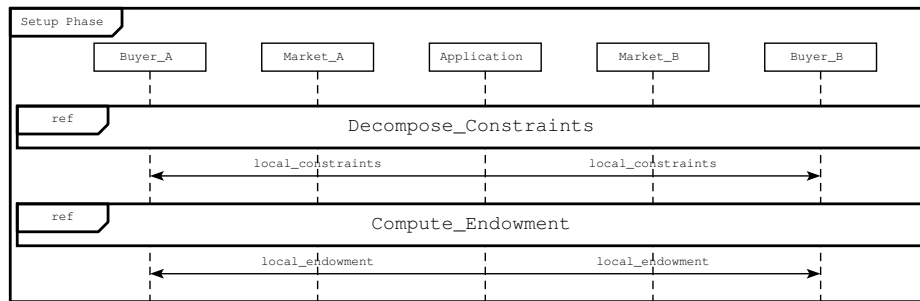 Setup Phase
Buyer_A Market_A Application Market_B Buyer_B
ref
Decompose_Constraints
local_constraints local_constraints
ref
Compute_Endowment
local_endowment local_endowment